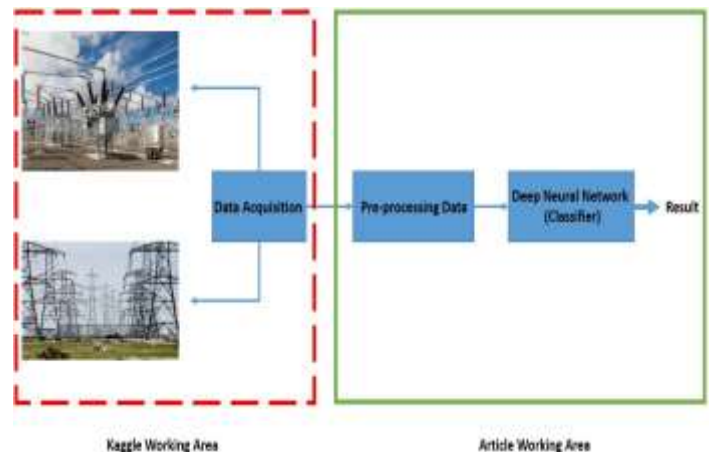 Data Acquisition
Pre-processing Data
Deep Neural Network
(Classifier)
Result
Kaggle Working Area
Article Working Area